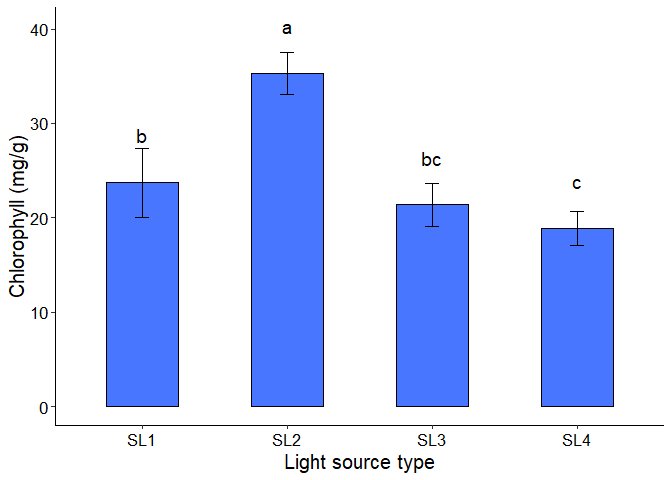 Chlorophyll (mg/g)
40
30
20
10
0
b
a
bc
c
SL1 SL2 SL3 SL4
Light source type